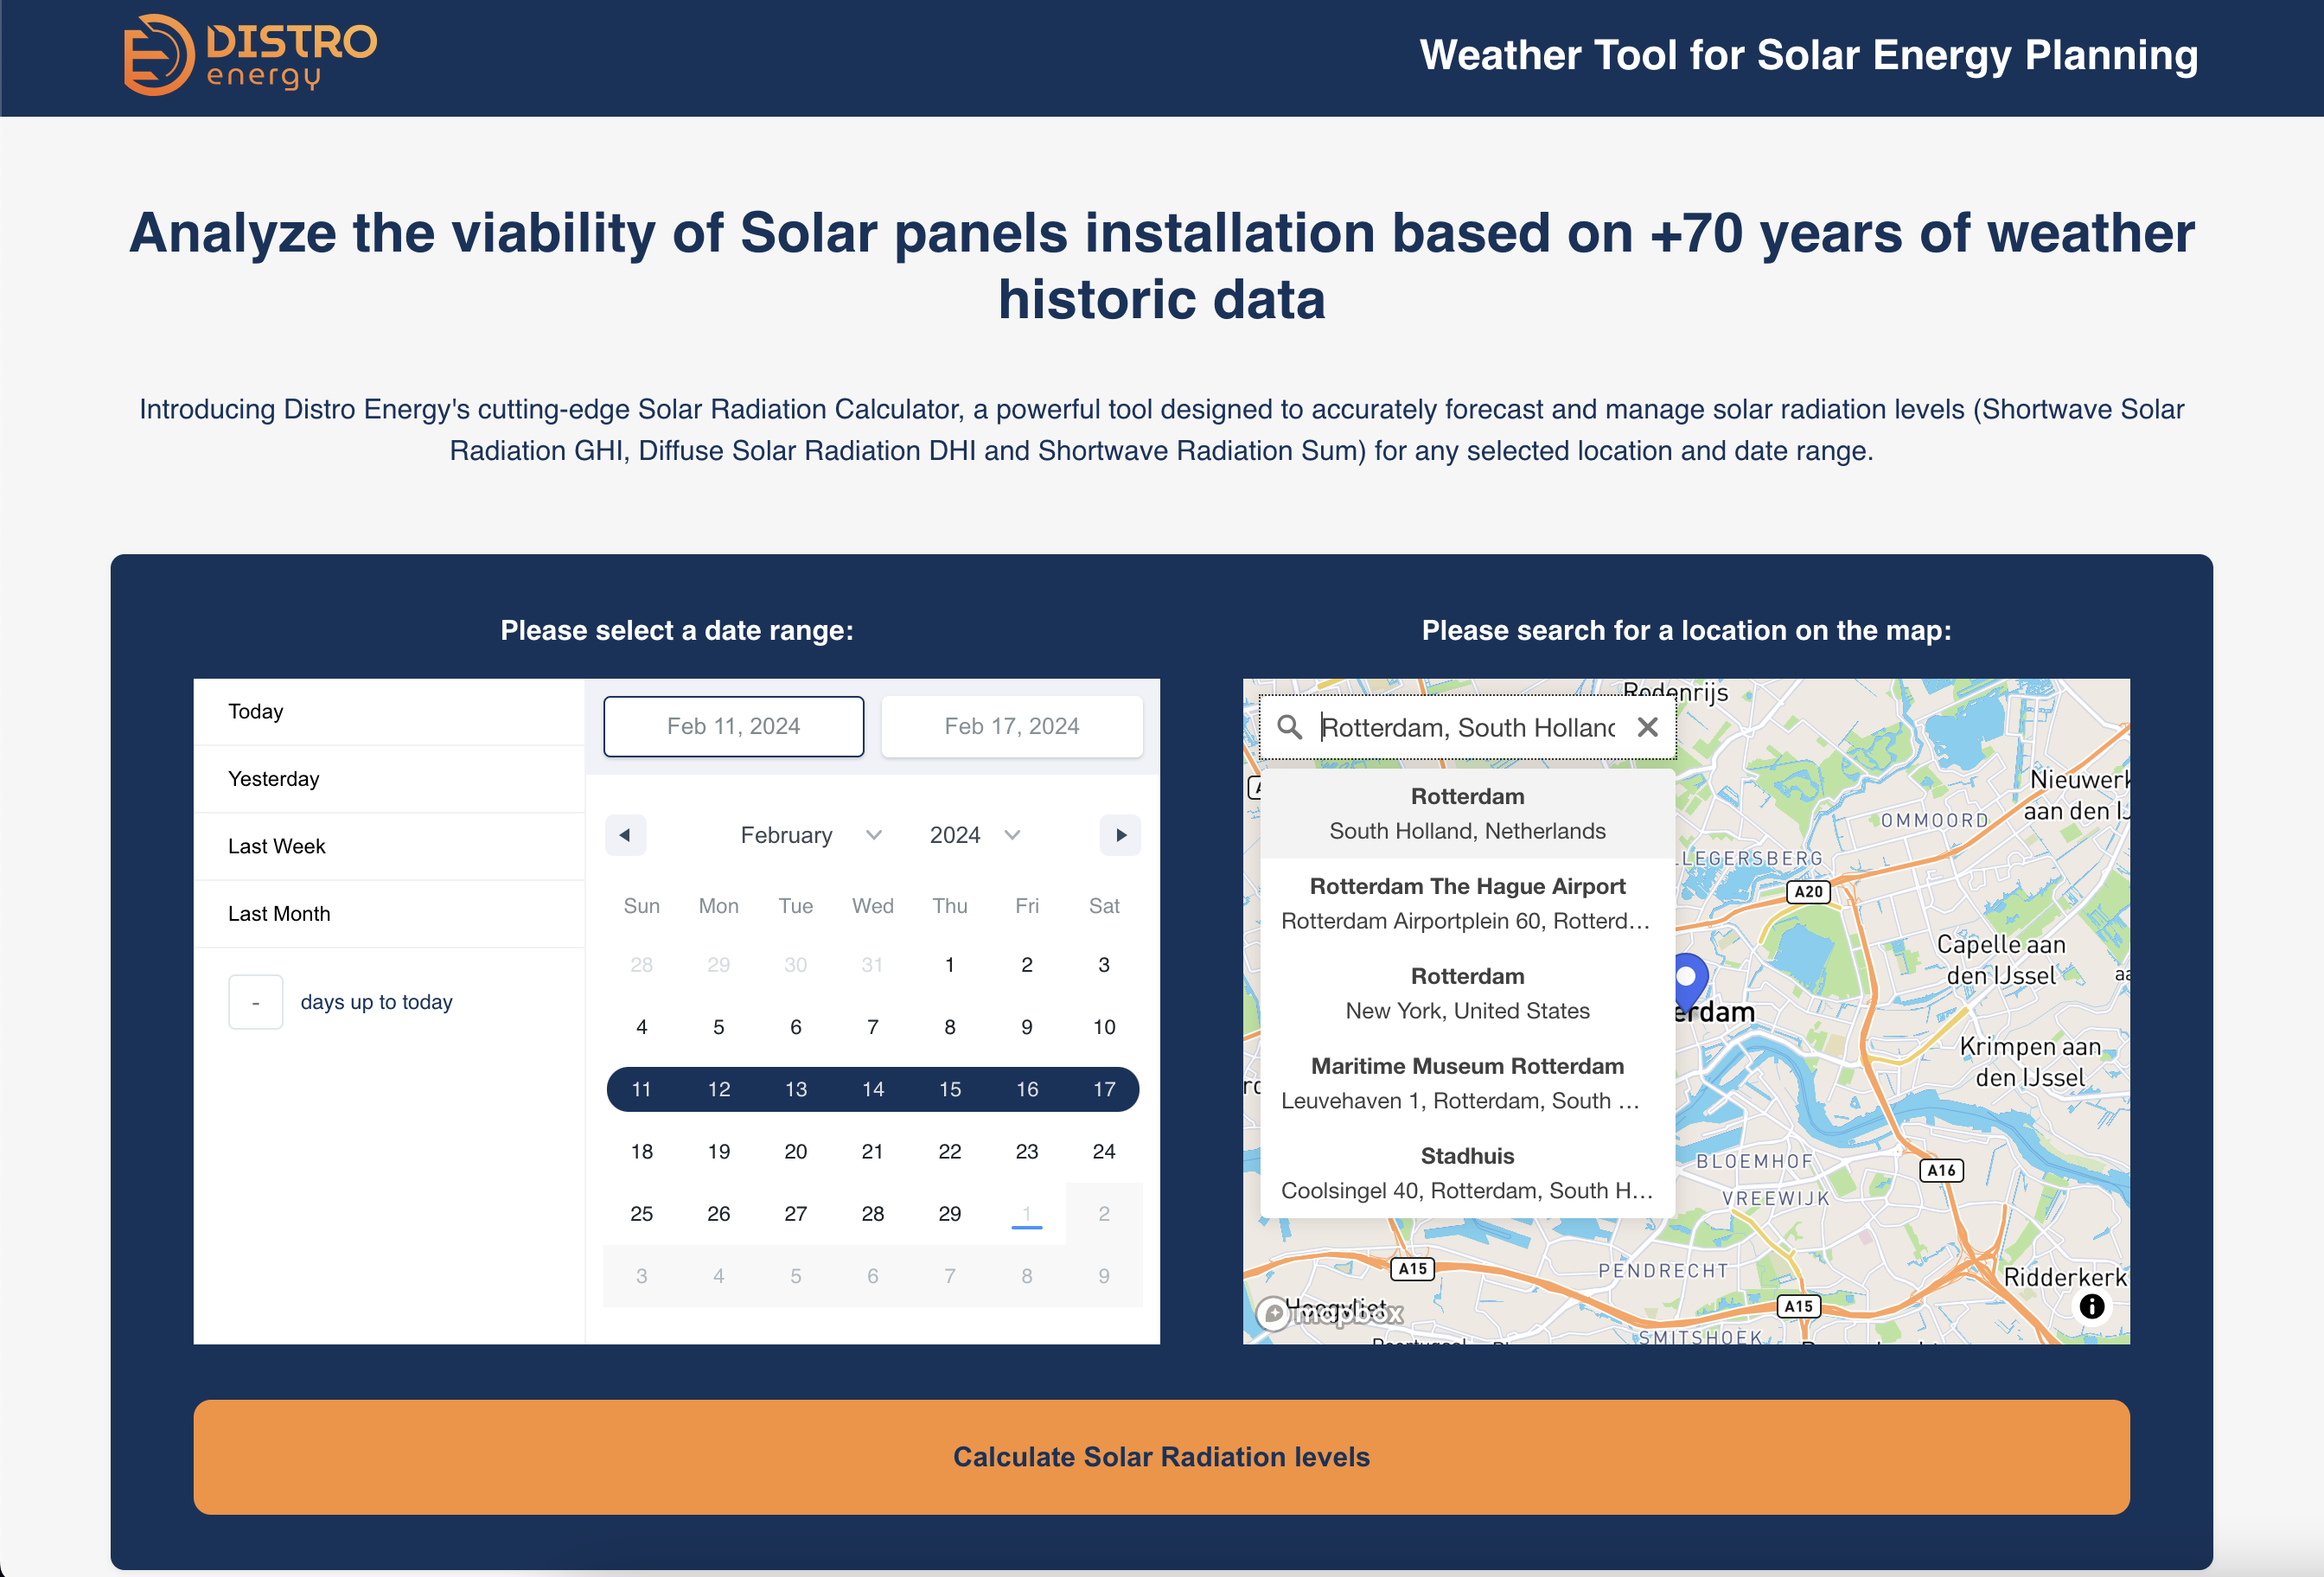 DISTRO
energy
Weather Tool for Solar Energy Planning
Analyze the viability of Solar panels installation based on +70 years of weather
historic data
Introducing Distro Energy's cutting-edge Solar Radiation Calculator, a powerful tool designed to accurately forecast and manage solar radiation levels (Shortwave Solar
Radiation GHI, Diffuse Solar Radiation DHI and Shortwave Radiation Sum) for any selected location and date range.
Please select a date range:
Today
Yesterday
Last Week
Last Month
- days up to today
Feb 11, 2024 Feb 17, 2024
February 2024
Sun Mon Tue Wed Thu Fri Sat
28 29 30 31 1 2 3
4 5 6 7 8 9 10
11 12 13 14 15 16 17
18 19 20 21 22 23 24
25 26 27 28 29 1 2
3 4 5 6 7 8 9
Please search for a location on the map:
Rodenrijs
Rotterdam, South Holland
Rotterdam
South Holland, Netherlands
Rotterdam The Hague Airport
Rotterdam Airportplein 60, Rotterd...
Rotterdam
New York, United States
Maritime Museum Rotterdam
Leuvehaven 1, Rotterdam, South ...
Stadhuis
Coolsingel 40, Rotterdam, South H...
Nieuwerk
aan den IJ
OMMOORD
LLEGERSBERG
A20
Capelle aan
den IJssel
aa
erdam
Krimpen aan
den IJssel
BLOEMHOF
A16
VREEWIJK
A15
PENDRECHT
Ridderkerk
Hoogvliet
mapbox
A15
SMITSHOEK
Calculate Solar Radiation levels